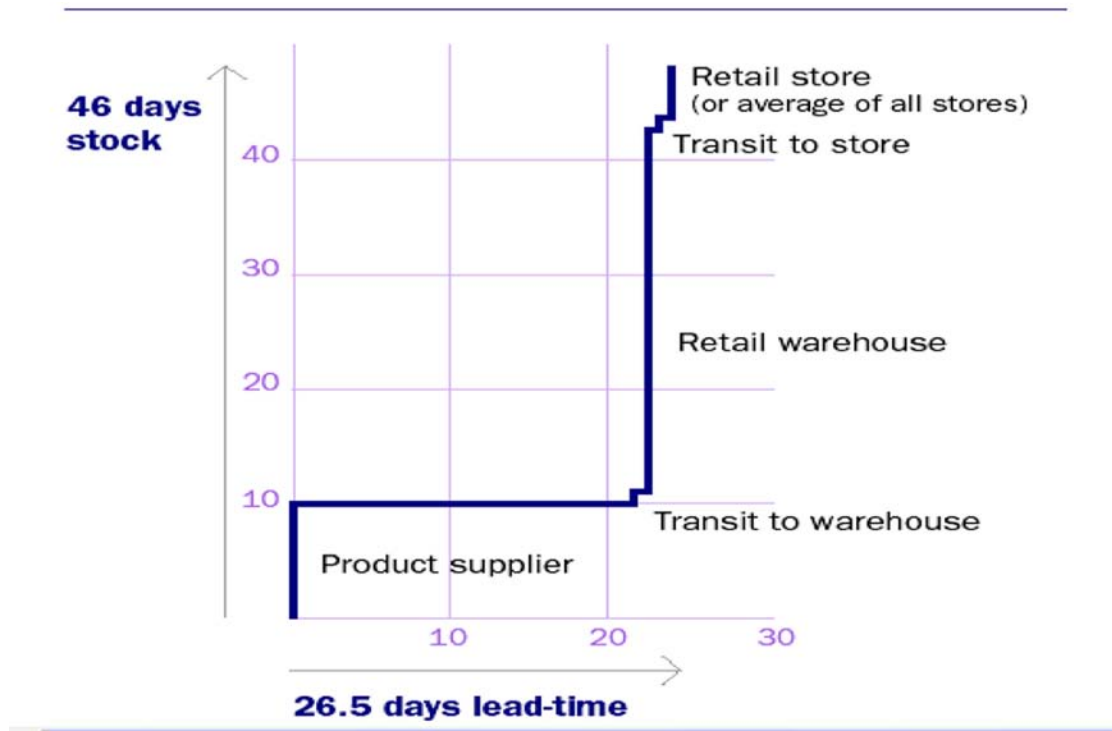 46 days
stock
Retail store
(or average of all stores)
Transit to store
40
30
Retail warehouse
20
10
Transit to warehouse
Product supplier
10
20
30
26.5 days lead-time